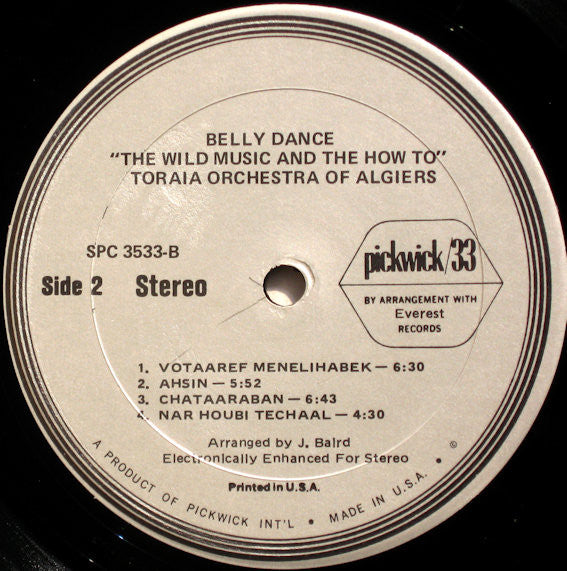 BELLY DANCE
"THE WILD MUSIC AND THE HOW TO"
TORAIA ORCHESTRA OF ALGIERS
SPC 3533-B
Side 2 Stereo
pickwick/33
BY ARRANGEMENT WITH
Everest
RECORDS
1. VOTAAREF MENELIHABEK — 6:30
2. AHSIN — 5:52
3. CHATAARABAN — 6:43
4. NAR HOUBI TECHAAL — 4:30
Arranged by J. Baird
Electronically Enhanced For Stereo
Printed in U.S.A.
A PRODUCT OF PICKWICK INT'L • MADE IN U.S.A. • ©